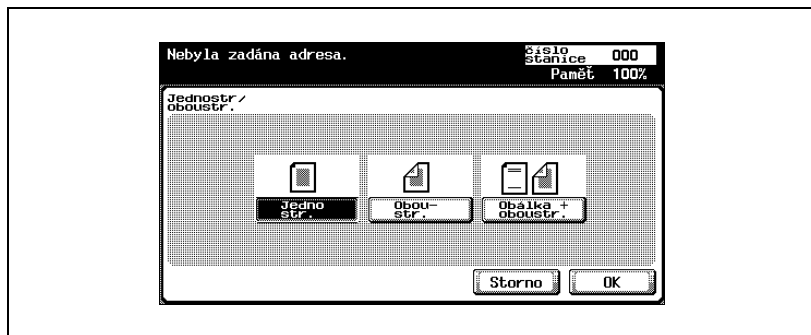 Nebyla zadána adresa.
číslo
stanice 000
Paměť 100%
Jednostr/
oboustr.
Jedno
str.
Obou-
str.
Obálka +
oboustr.
Storno
OK